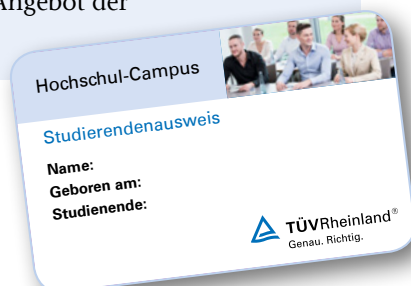 Angebot der
Hochschul-Campus
Studierendenausweis
Name:
Geboren am:
Studienende:
TÜVRheinland®
Genau. Richtig.